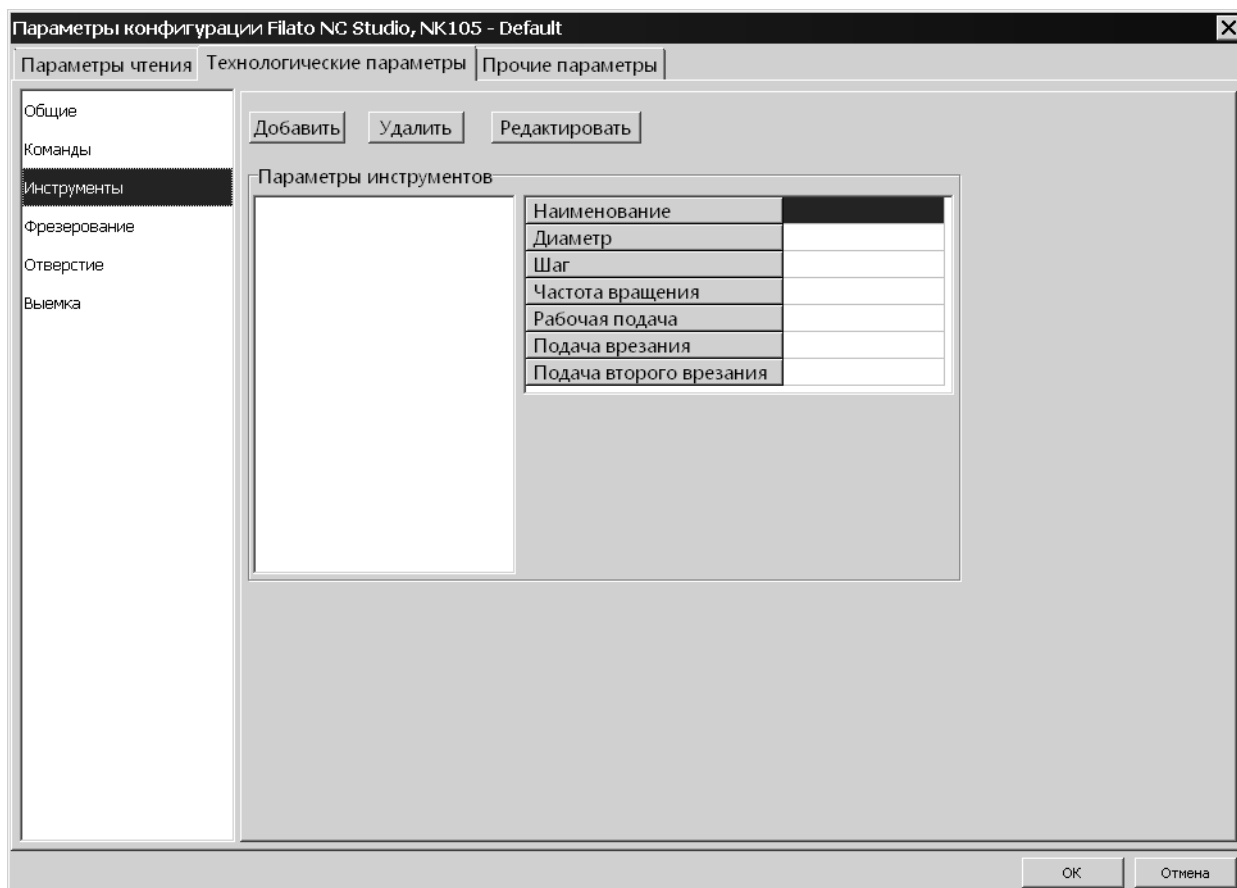 Параметры конфигурации Filato NC Studio, NK105 - Default
Параметры чтения Технологические параметры Прочие параметры
Общие
Команды
Инструменты
Фрезерование
Отверстие
Выемка
Добавить Удалить Редактировать
Параметры инструментов
Наименование
Диаметр
Шаг
Частота вращения
Рабочая подача
Подача врезания
Подача второго врезания
ОК Отмена